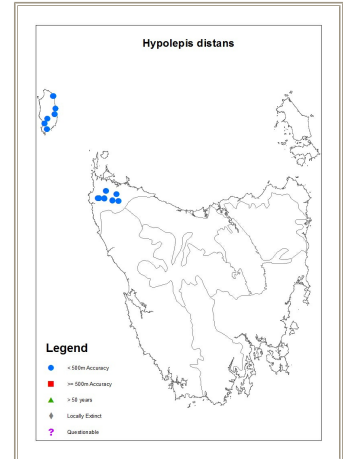 Hypolepis distans
Legend
< 500m Accuracy
>= 500m Accuracy
> 50 years
Locally Extinct
? Questionable